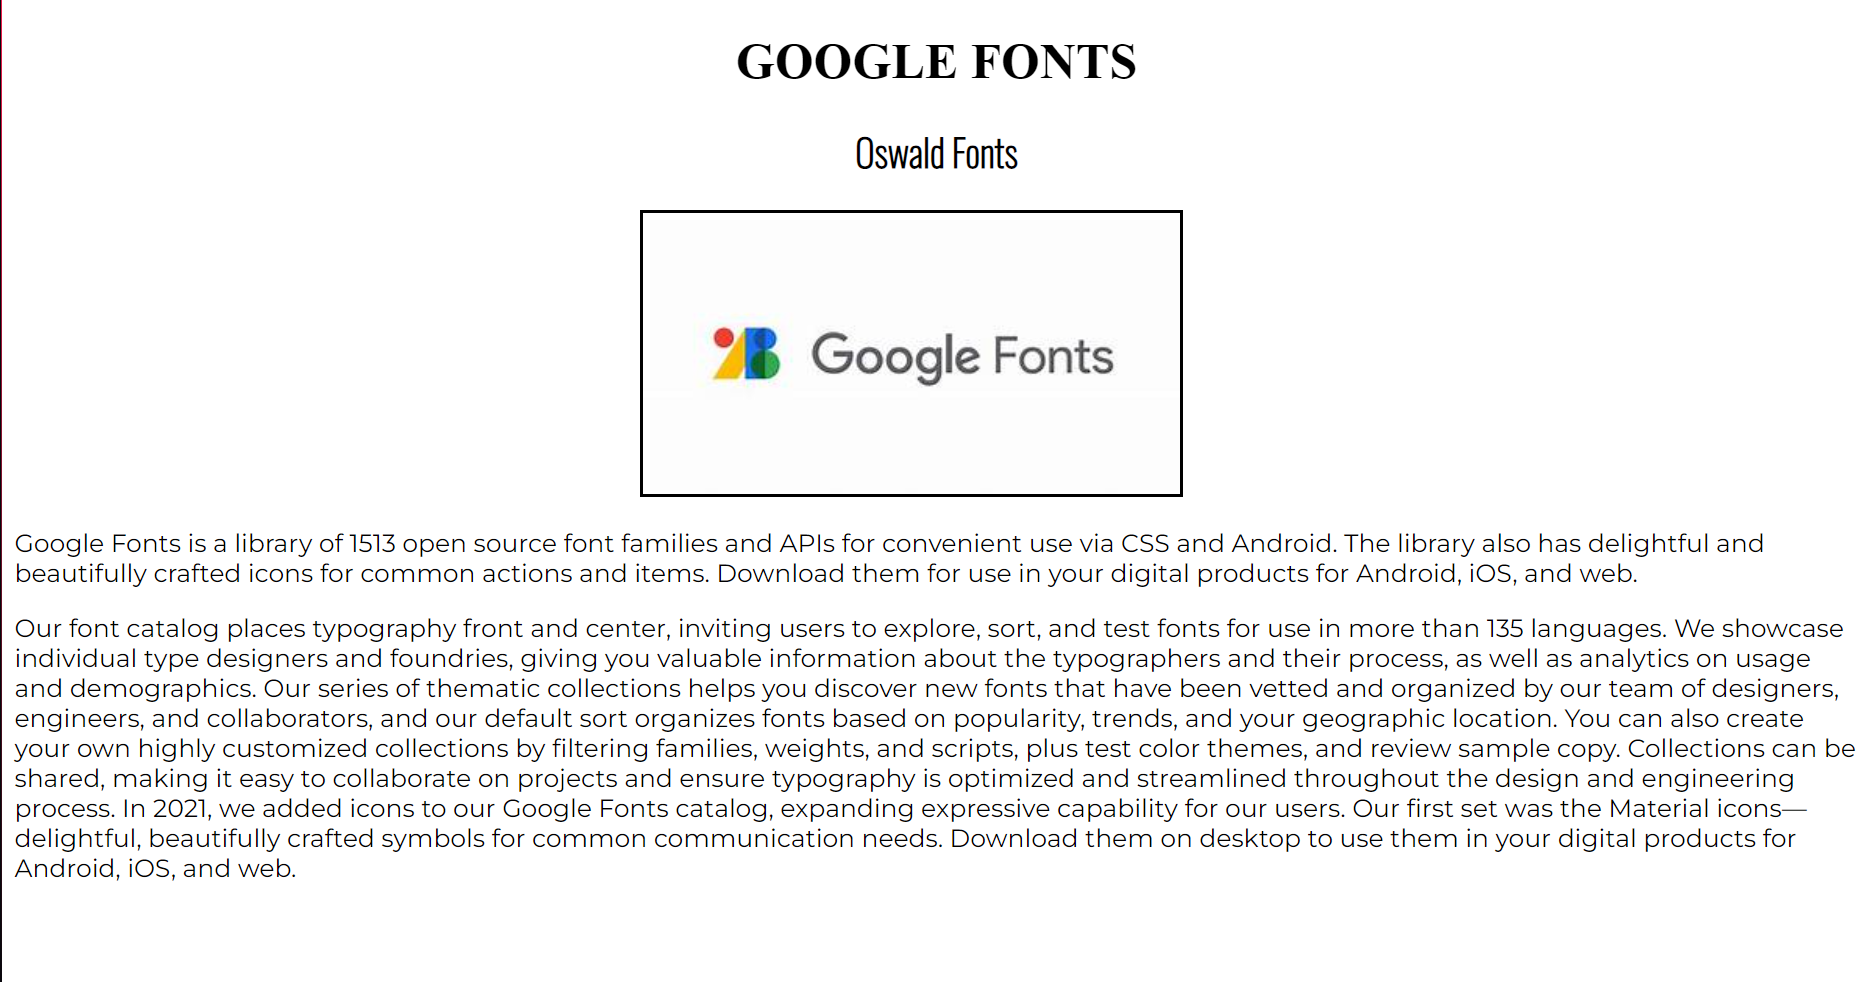 GOOGLE FONTS
Oswald Fonts
Google Fonts
Google Fonts is a library of 1513 open source font families and APIs for convenient use via CSS and Android. The library also has delightful and
beautifully crafted icons for common actions and items. Download them for use in your digital products for Android, iOS, and web.
Our font catalog places typography front and center, inviting users to explore, sort, and test fonts for use in more than 135 languages. We showcase
individual type designers and foundries, giving you valuable information about the typographers and their process, as well as analytics on usage
and demographics. Our series of thematic collections helps you discover new fonts that have been vetted and organized by our team of designers,
engineers, and collaborators, and our default sort organizes fonts based on popularity, trends, and your geographic location. You can also create
your own highly customized collections by filtering families, weights, and scripts, plus test color themes, and review sample copy. Collections can be
shared, making it easy to collaborate on projects and ensure typography is optimized and streamlined throughout the design and engineering
process. In 2021, we added icons to our Google Fonts catalog, expanding expressive capability for our users. Our first set was the Material icons—
delightful, beautifully crafted symbols for common communication needs. Download them on desktop to use them in your digital products for
Android, iOS, and web.